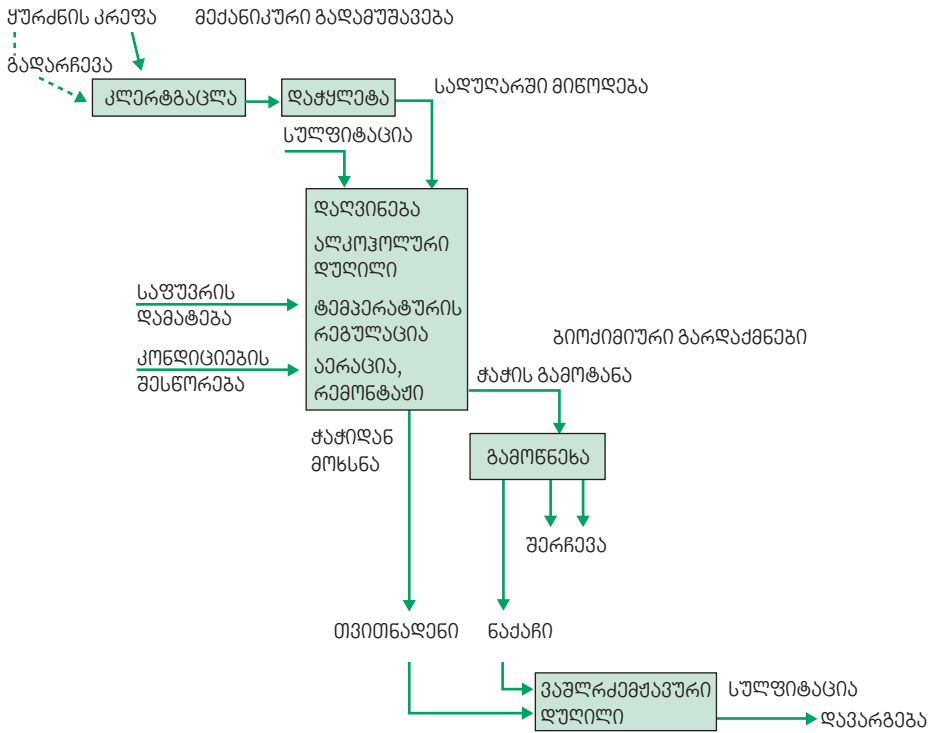 ყურძნის კრეფა
მექანიკური გადამუშავება
გადარჩევა
კლერტგაცლა
დაჭყლეტა
სადუღარში მიწოდება
სულფიტაცია
დაღვინება
ალკოჰოლური
დუღილი
ტემპერატურის
რეგულაცია
აერაცია,
რემონტაჟი
საფუვრის
დამატება
კონდიციების
შესწორება
ბიოქიმიური გარდაქმნები
ჭაჭის გამოტანა
ჭაჭიდან
მოხსნა
გამოწნეხა
შერჩევა
თვითნადენი
ნაქაჩი
ვაშლრძემჟავური
დუღილი
სულფიტაცია
დავარგება